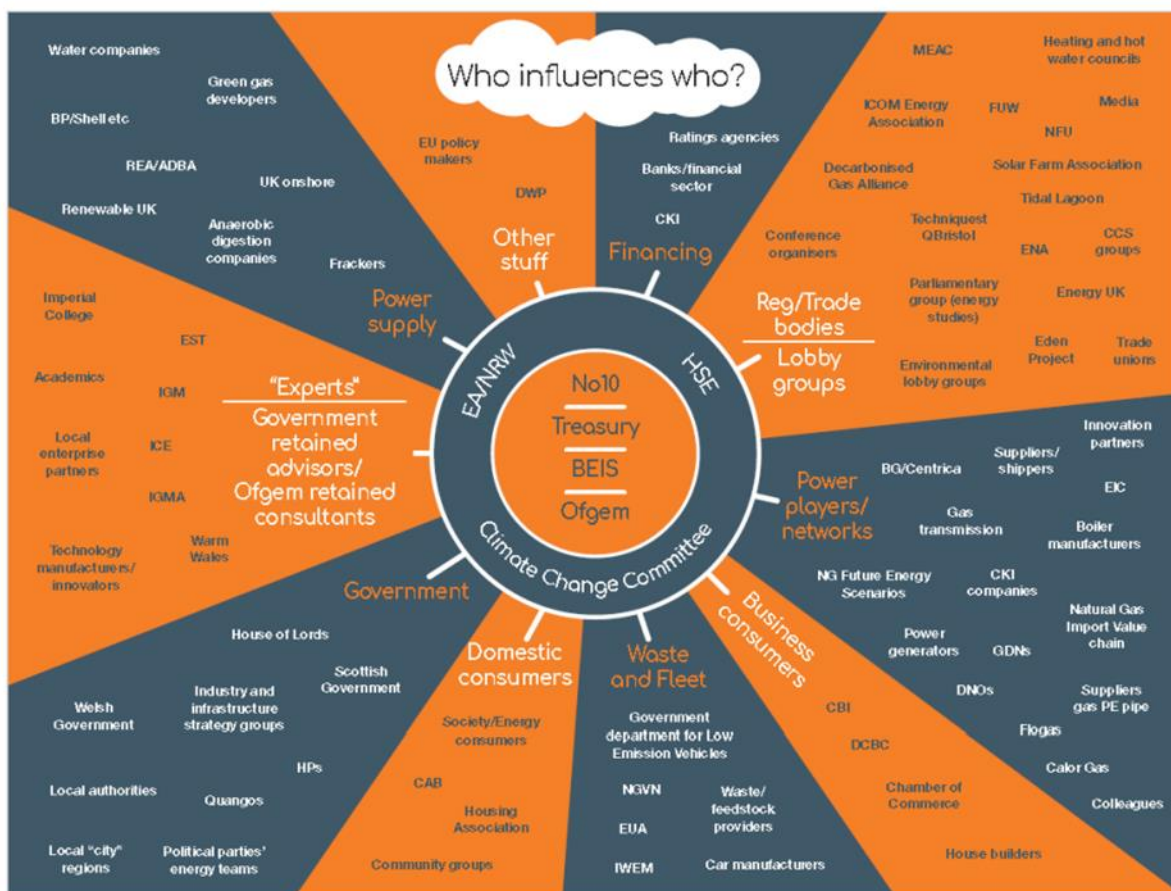 Who influences who?
Water companies
Green gas
developers
BP/Shell etc
REA/ADBA
UK onshore
Renewable UK
Anaerobic
digestion
companies
Frackers
Power
supply
EU policy
makers
DWP
Other
stuff
Ratings agencies
Banks/financial
sector
CKI
Financing
MEAC
Heating and hot
water councils
ICOM Energy
Association
FUW
Media
NFU
Decarbonised
Gas Alliance
Solar Farm Association
Tidal Lagoon
Techniquest
QBristol
CCS
groups
Conference
organisers
ENA
Parliamentary
group (energy
studies)
Energy UK
Eden
Project
Trade
unions
Environmental
lobby groups
Reg/Trade
bodies
Lobby
groups
Imperial
College
EST
Academics
IGM
Local
enterprise
partners
ICE
IGMA
Technology
manufacturers/
innovators
Warm
Wales
"Experts"
Government
retained
advisors/
Ofgem retained
consultants
EA/NRW
HSE
Climate Change Committee
No10
Treasury
BEIS
Ofgem
Power
players/
networks
Innovation
partners
Suppliers/
shippers
BG/Centrica
EIC
Gas
transmission
Boiler
manufacturers
NG Future Energy
Scenarios
CKI
companies
Natural Gas
Import Value
chain
Power
generators
GDNs
DNOs
Suppliers
gas PE pipe
Flogas
Calor Gas
Colleagues
Government
House of Lords
Scottish
Government
Welsh
Government
Industry and
infrastructure
strategy groups
HPs
Local authorities
Quangos
Local "city"
regions
Political parties'
energy teams
Domestic
consumers
Society/Energy
consumers
CAB
Housing
Association
Community groups
Waste
and Fleet
Government
department for Low
Emission Vehicles
NGVN
Waste/
feedstock
providers
EUA
IWEM
Car manufacturers
Business
consumers
CBI
DCBC
Chamber of
Commerce
House builders